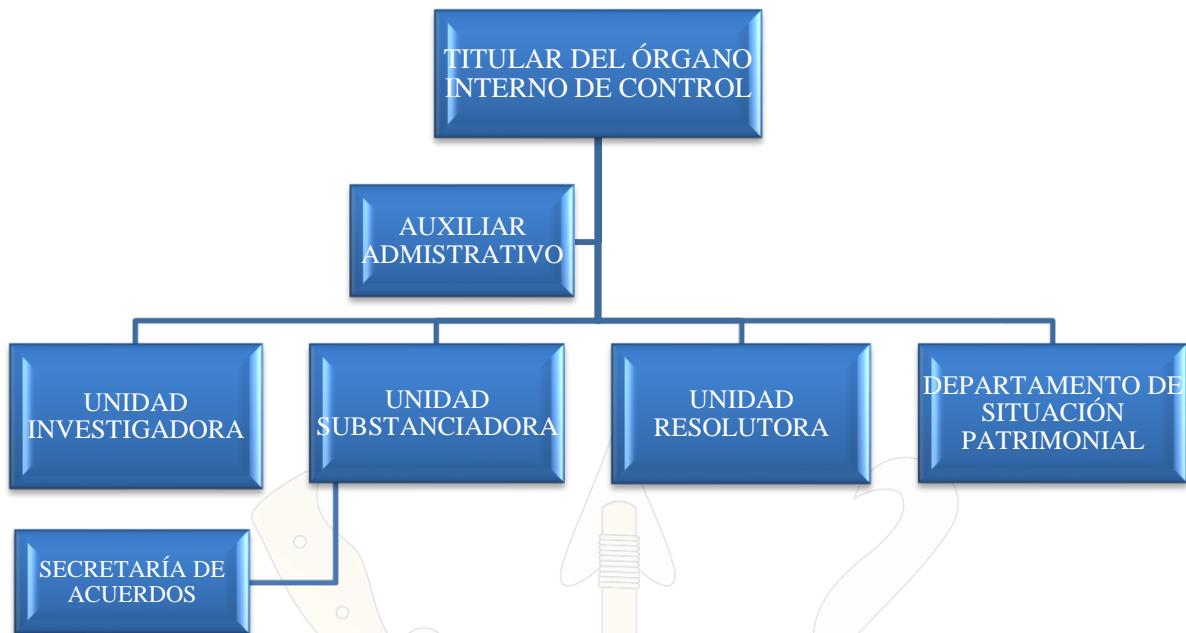 TITULAR DEL ÓRGANO
INTERNO DE CONTROL
AUXILIAR
ADMISTRATIVO
UNIDAD
INVESTIGADORA
UNIDAD
SUBSTANCIADORA
UNIDAD
RESOLUTORA
DEPARTAMENTO DE
SITUACIÓN
PATRIMONIAL
SECRETARÍA DE
ACUERDOS